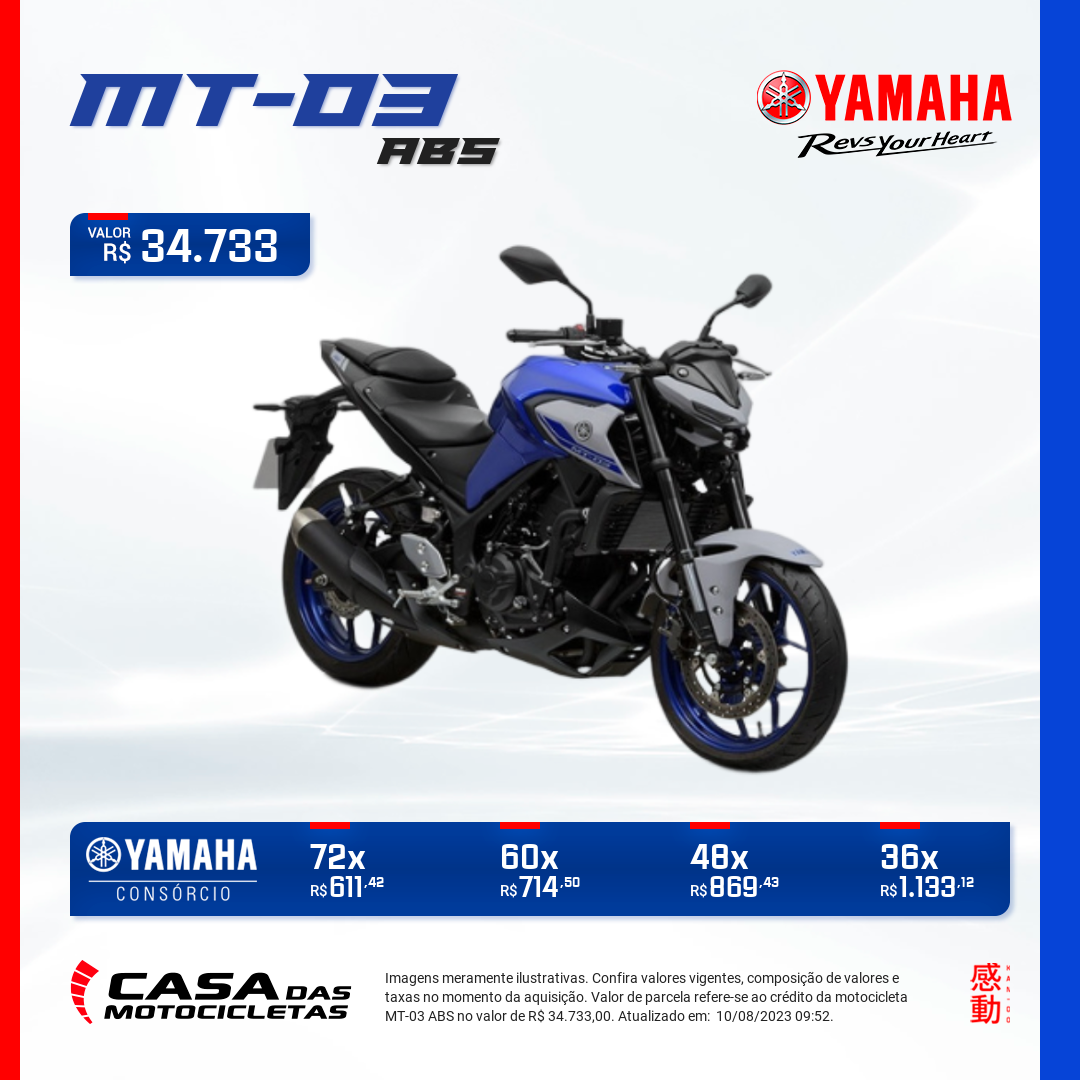 MT-03
ABS
YAMAHA
Revs Your Heart
VALOR
R$ 34.733
MT-03
YAMAHA
CONSÓRCIO
72x
R$ 611,42
60x
R$ 714,50
48x
R$ 869,43
36x
R$ 1.133,12
CASA DAS
MOTOCICLETAS
Imagens meramente ilustrativas. Confira valores vigentes, composição de valores e
taxas no momento da aquisição. Valor de parcela refere-se ao crédito da motocicleta
MT-03 ABS no valor de R$ 34.733,00. Atualizado em: 10/08/2023 09:52.
感動